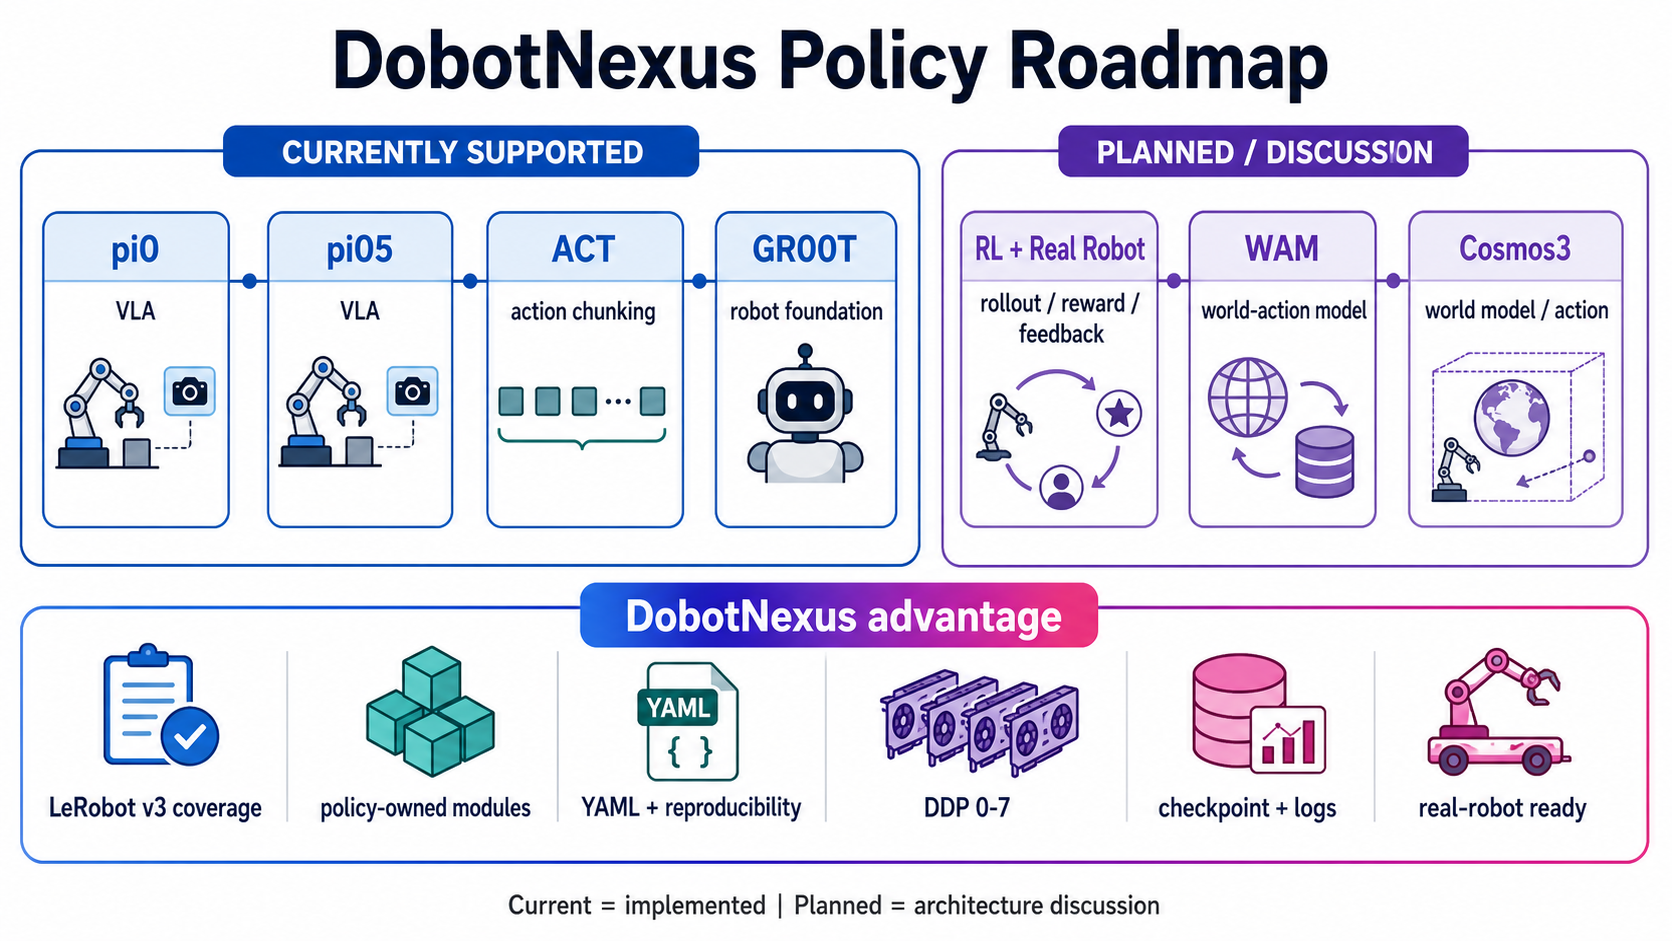 DobotNexus Policy Roadmap
CURRENTLY SUPPORTED
pi0
VLA
pi05
VLA
ACT
action chunking
GR00T
robot foundation
PLANNED / DISCUSSION
RL + Real Robot
rollout / reward /
feedback
WAM
world-action model
Cosmos3
world model / action
DobotNexus advantage
LeRobot v3 coverage
policy-owned modules
YAML
{ }
YAML + reproducibility
DDP 0-7
checkpoint + logs
real-robot ready
Current = implemented | Planned = architecture discussion